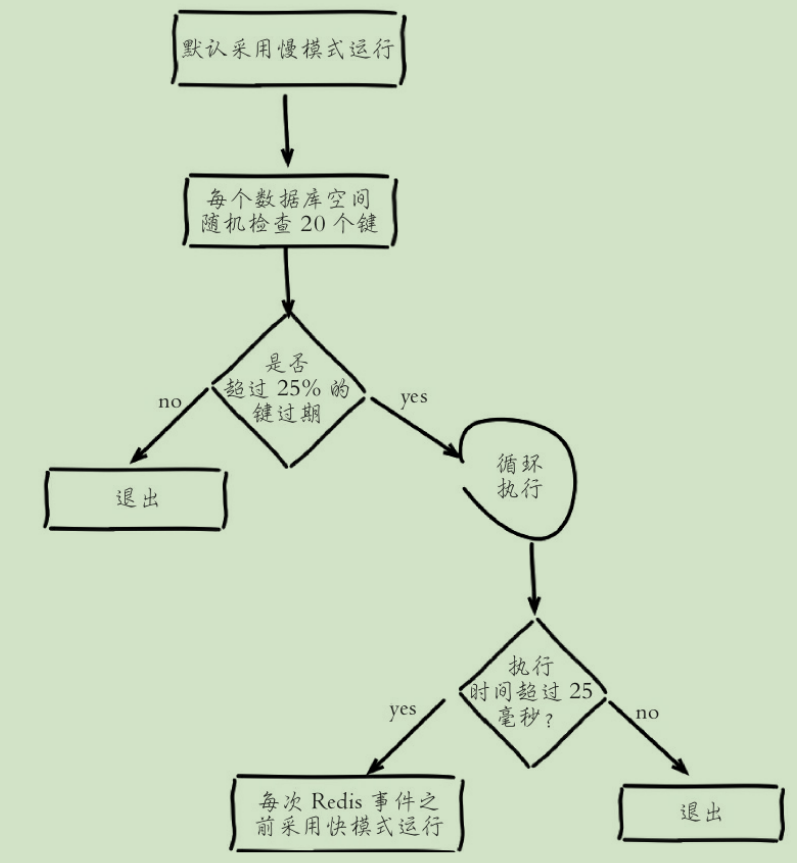 默认采用慢模式运行
每个数据库空间
随机检查 20 个键
是否
超过 25% 的
键过期
no
yes
退出
循环
执行
执行
时间超过 25
毫秒?
yes
no
每次 Redis 事件之
前采用快模式运行
退出